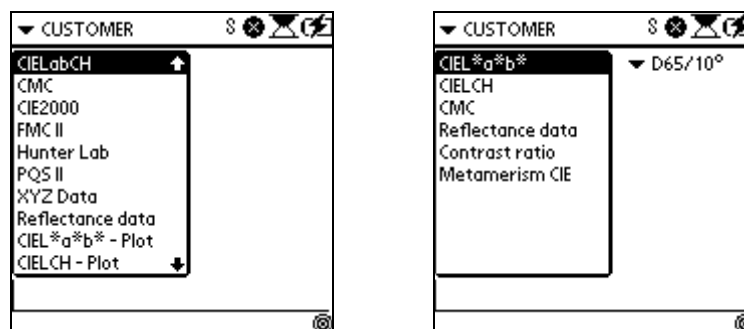 CUSTOMER
S
CIELabCH
CMC
CIE2000
FMC II
Hunter Lab
PQS II
XYZ Data
Reflectance data
CIEL*a*b* - Plot
CIELCH - Plot
CUSTOMER
S
CIEL*a*b*
D65/10°
CIELCH
CMC
Reflectance data
Contrast ratio
Metamerism CIE